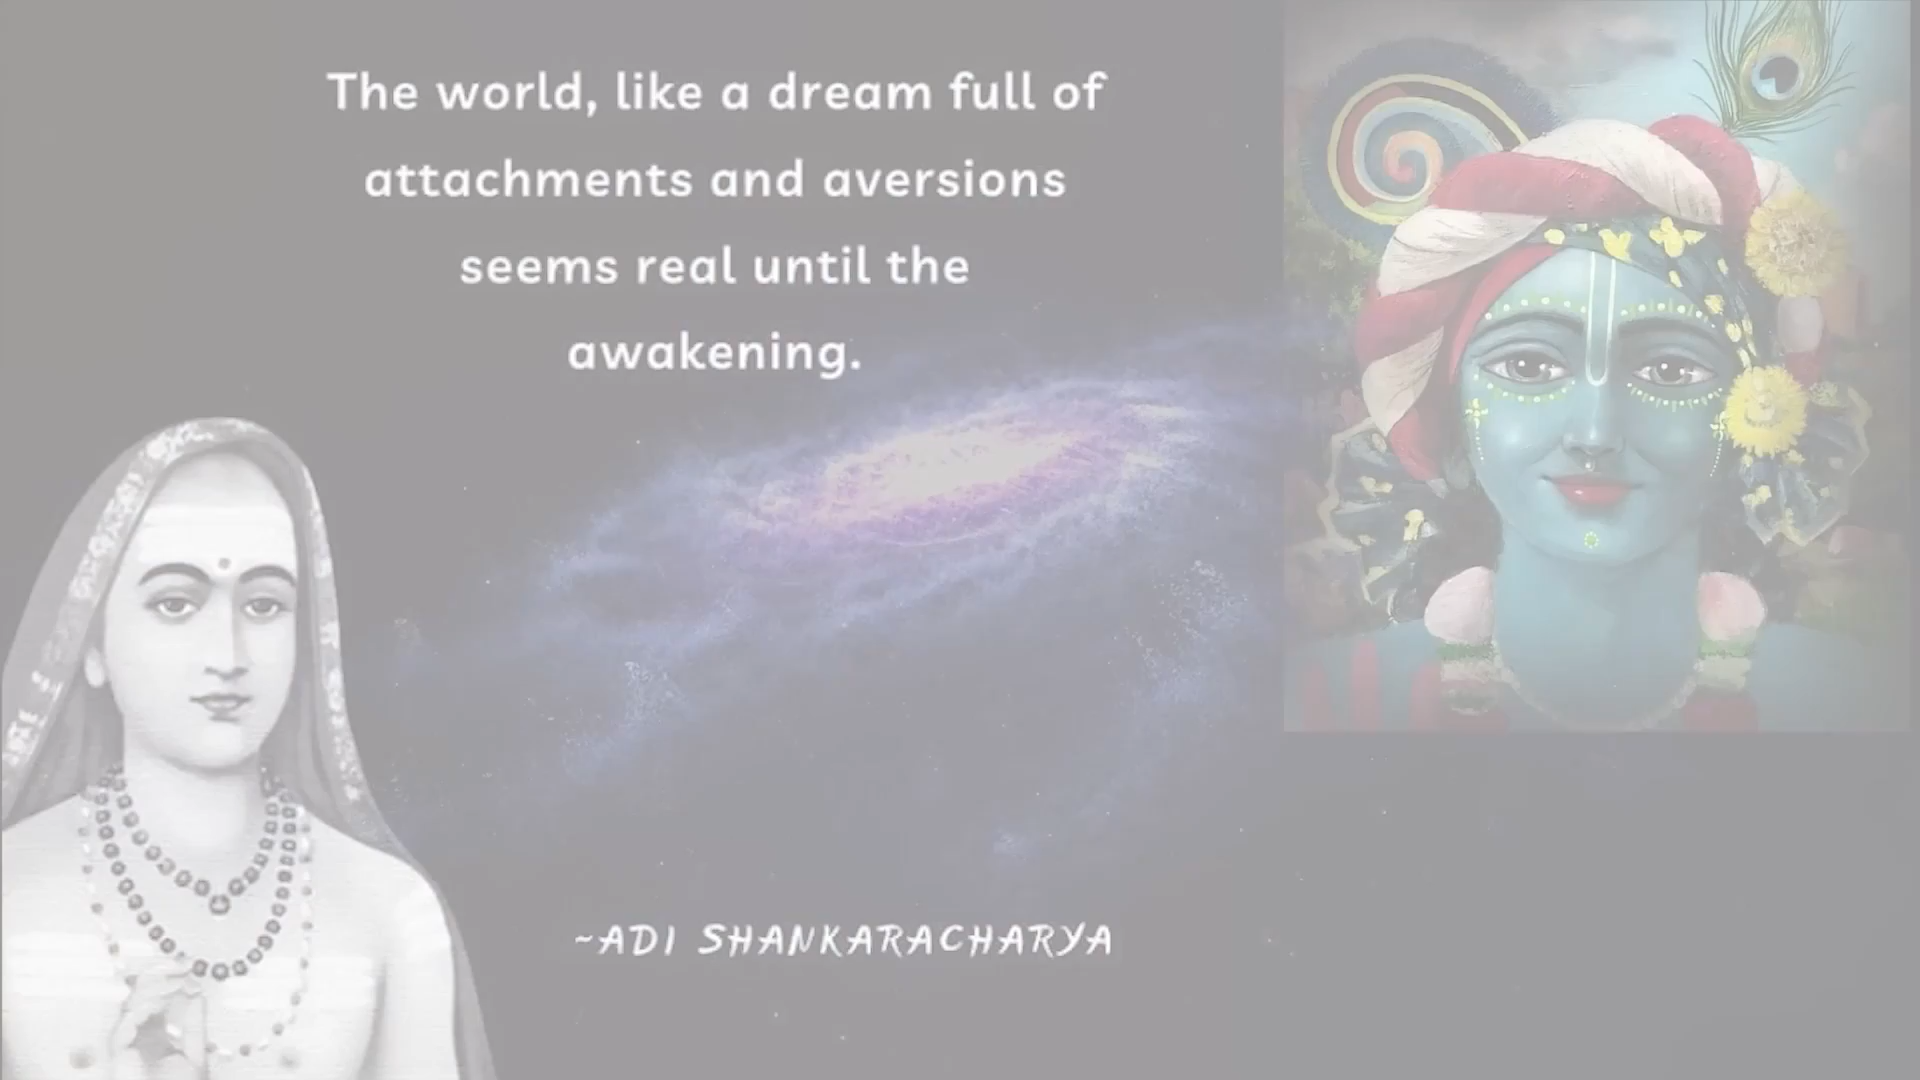 The world, like a dream full of
attachments and aversions
seems real until the
awakening.
~ADI SHANKARACHARYA